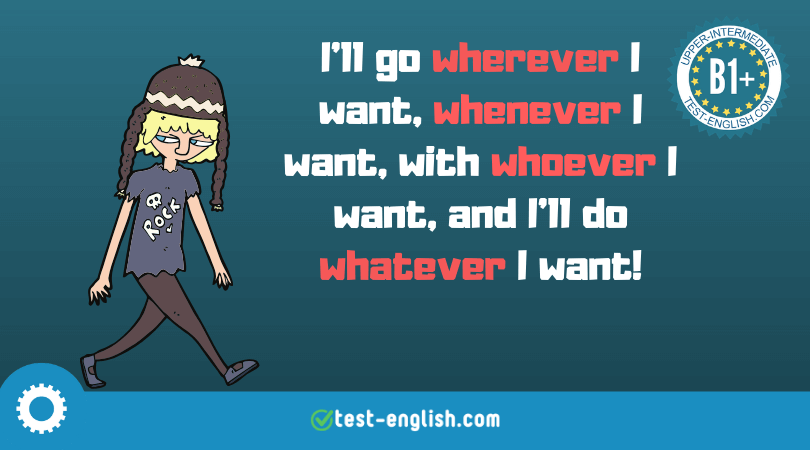 I'll go wherever I
want, whenever I
want, with whoever I
want, and I'll do
whatever I want!
UPPER-INTERMEDIATE
B1+
TEST-ENGLISH.COM
ROCK
test-english.com